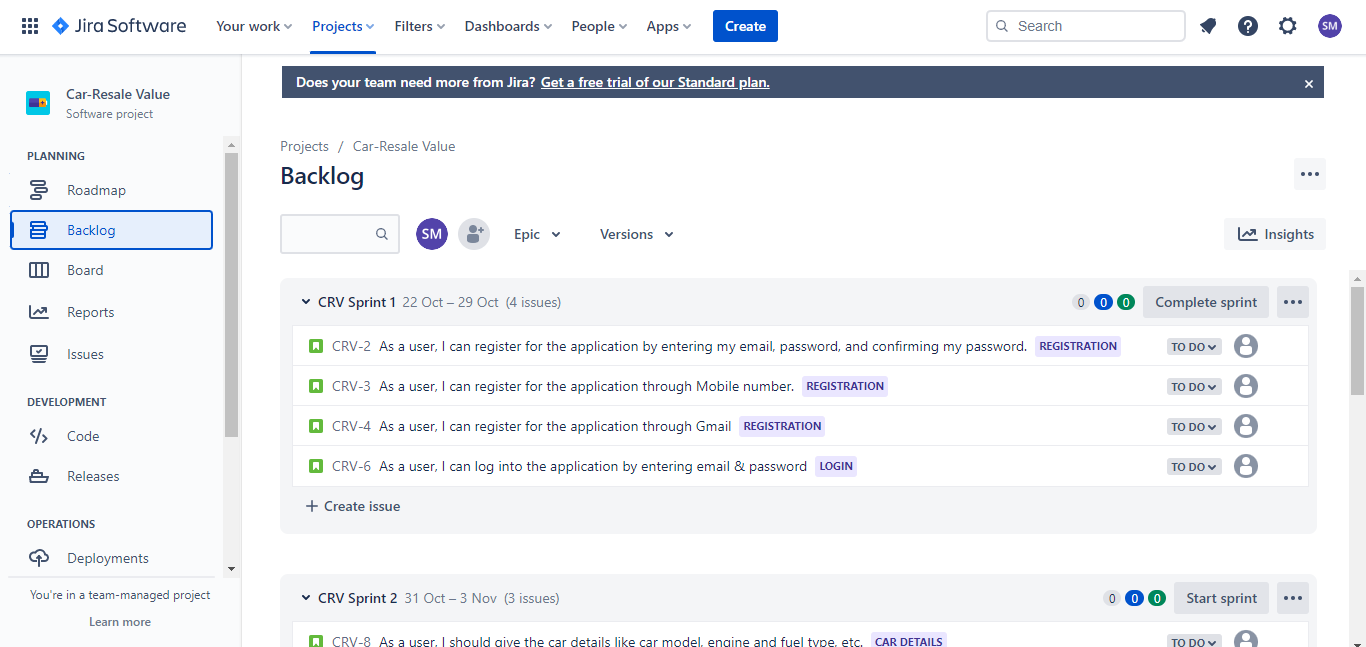 Jira Software Your work Projects Filters Dashboards People Apps Create Search SM
Car-Resale Value
Software project
PLANNING
Roadmap
Backlog
Board
Reports
Issues
DEVELOPMENT
Code
Releases
OPERATIONS
Deployments
You're in a team-managed project
Learn more
Does your team need more from Jira? Get a free trial of our Standard plan.
Projects / Car-Resale Value
Backlog
SM Epic Versions Insights
CRV Sprint 1 22 Oct – 29 Oct (4 issues) 0 0 0 Complete sprint
CRV-2 As a user, I can register for the application by entering my email, password, and confirming my password. REGISTRATION TO DO
CRV-3 As a user, I can register for the application through Mobile number. REGISTRATION TO DO
CRV-4 As a user, I can register for the application through Gmail REGISTRATION TO DO
CRV-6 As a user, I can log into the application by entering email & password LOGIN TO DO
+ Create issue
CRV Sprint 2 31 Oct – 3 Nov (3 issues) 0 0 0 Start sprint
CRV-8 As a user, I should give the car details like car model, engine and fuel type, etc. CAR DETAILS TO DO